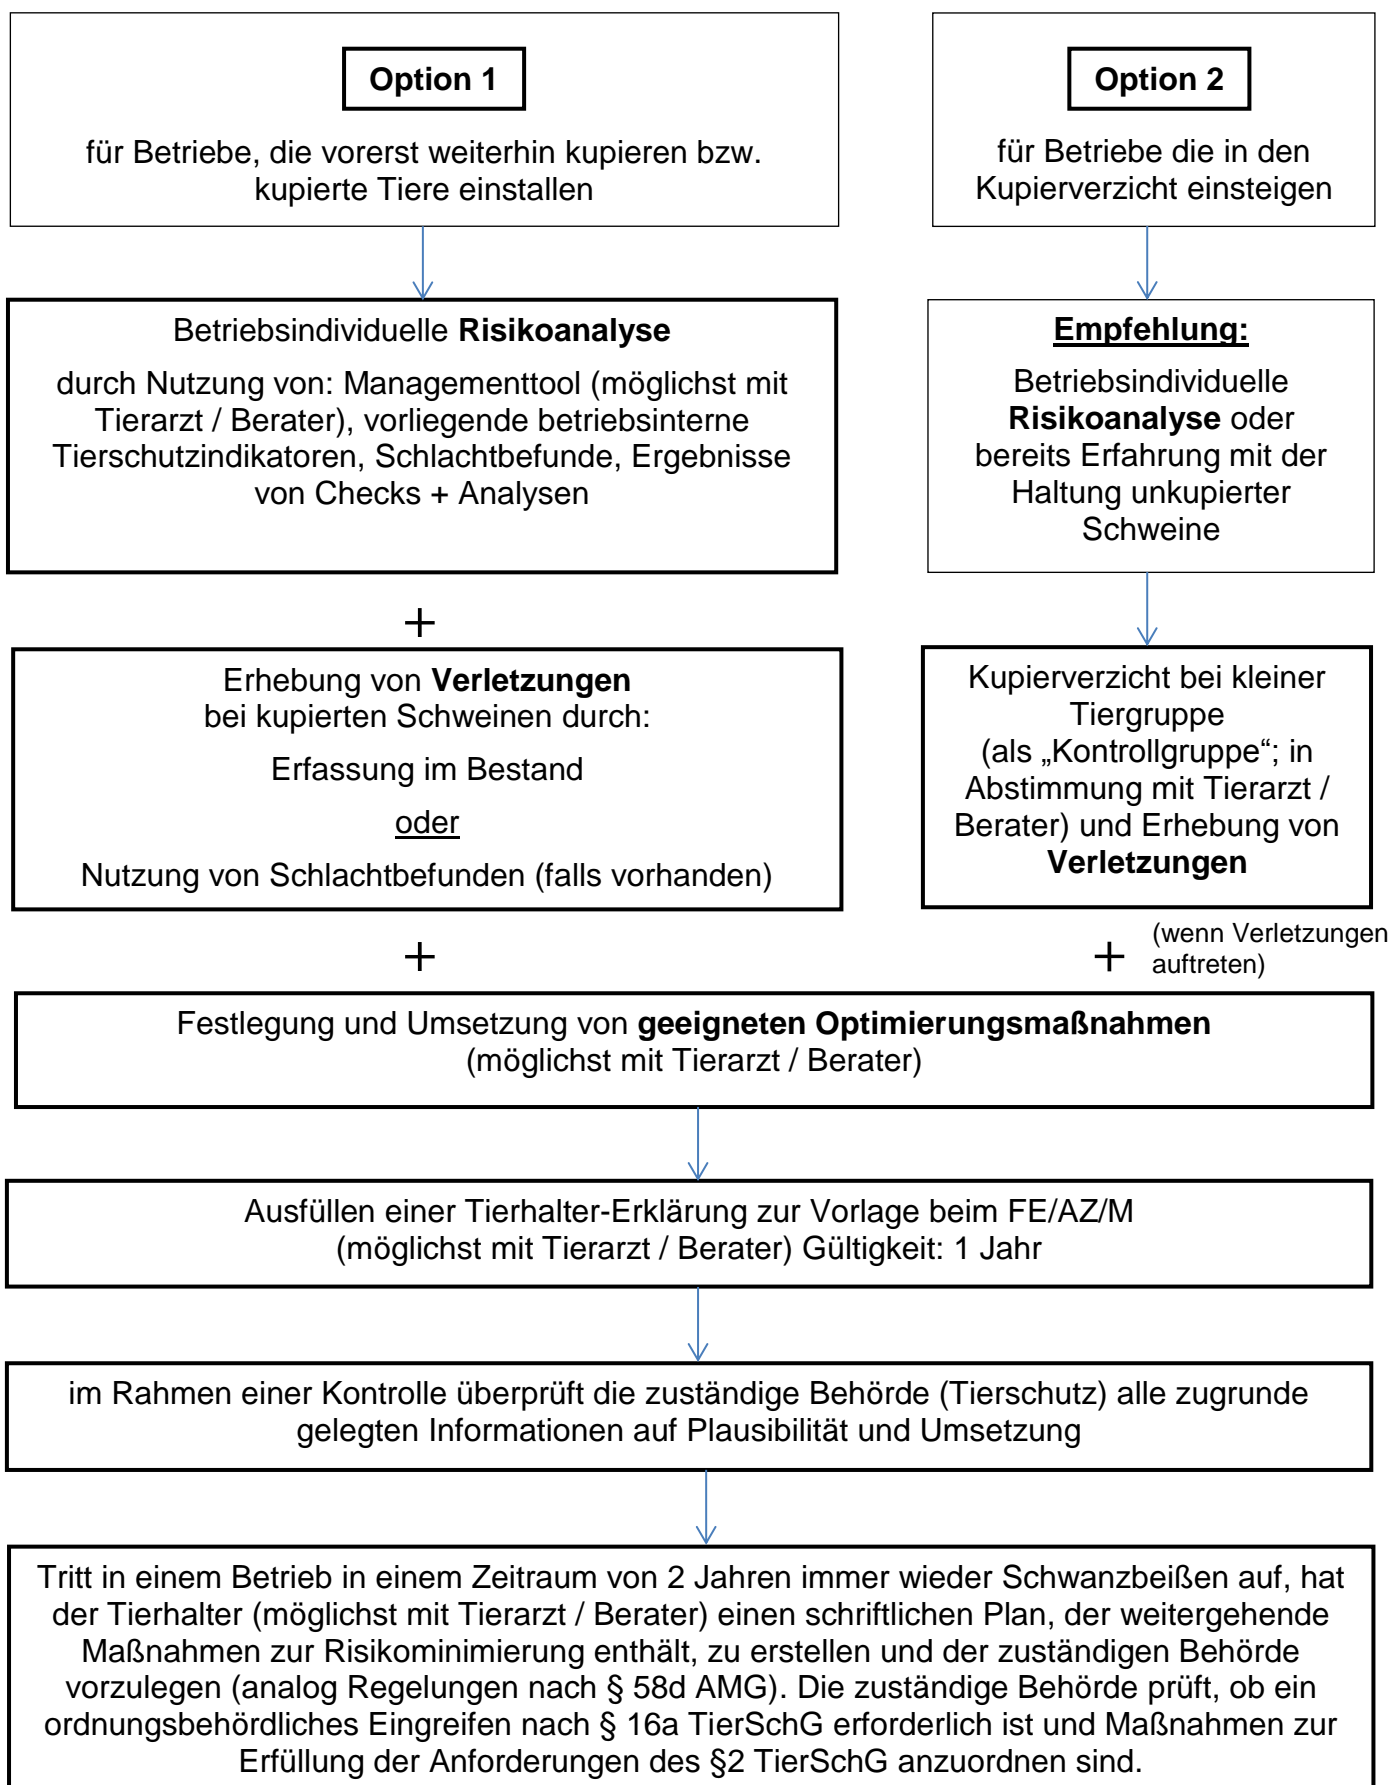 Option 1
für Betriebe, die vorerst weiterhin kupieren bzw.
kupierte Tiere einstallen
Option 2
für Betriebe die in den
Kupierverzicht einsteigen
Betriebsindividuelle Risikoanalyse
durch Nutzung von: Managementtool (möglichst mit
Tierarzt / Berater), vorliegende betriebsinterne
Tierschutzindikatoren, Schlachtbefunde, Ergebnisse
von Checks + Analysen
Empfehlung:
Betriebsindividuelle
Risikoanalyse oder
bereits Erfahrung mit der
Haltung unkupierter
Schweine
+
Erhebung von Verletzungen
bei kupierten Schweinen durch:
Erfassung im Bestand
oder
Nutzung von Schlachtbefunden (falls vorhanden)
Kupierverzicht bei kleiner
Tiergruppe
(als „Kontrollgruppe“; in
Abstimmung mit Tierarzt /
Berater) und Erhebung von
Verletzungen
+
+
(wenn Verletzungen
auftreten)
Festlegung und Umsetzung von geeigneten Optimierungsmaßnahmen
(möglichst mit Tierarzt / Berater)
Ausfüllen einer Tierhalter-Erklärung zur Vorlage beim FE/AZ/M
(möglichst mit Tierarzt / Berater) Gültigkeit: 1 Jahr
im Rahmen einer Kontrolle überprüft die zuständige Behörde (Tierschutz) alle zugrunde
gelegten Informationen auf Plausibilität und Umsetzung
Tritt in einem Betrieb in einem Zeitraum von 2 Jahren immer wieder Schwanzbeißen auf, hat
der Tierhalter (möglichst mit Tierarzt / Berater) einen schriftlichen Plan, der weitergehende
Maßnahmen zur Risikominimierung enthält, zu erstellen und der zuständigen Behörde
vorzulegen (analog Regelungen nach § 58d AMG). Die zuständige Behörde prüft, ob ein
ordnungsbehördliches Eingreifen nach § 16a TierSchG erforderlich ist und Maßnahmen zur
Erfüllung der Anforderungen des §2 TierSchG anzuordnen sind.